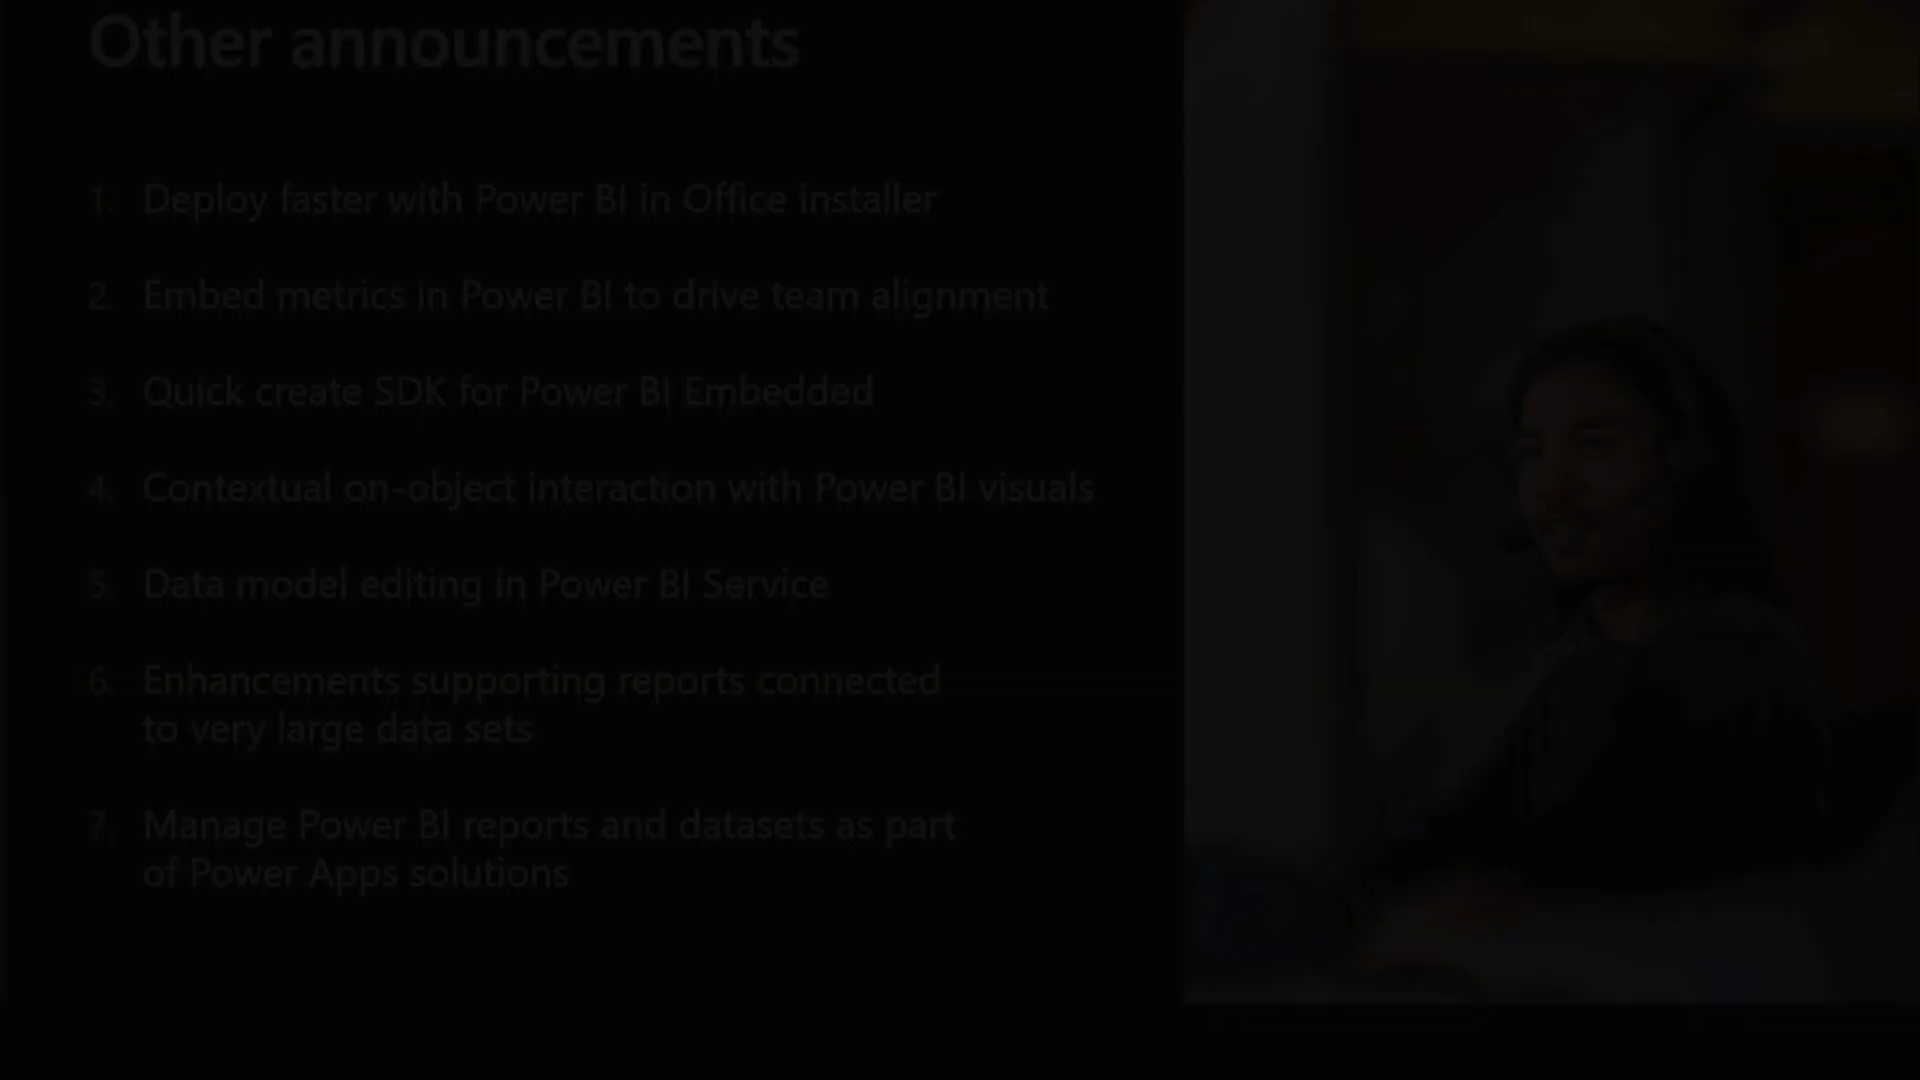 Other announcements
1. Deploy faster with Power BI in Office installer
2. Embed metrics in Power BI to drive team alignment
3. Quick create SDK for Power BI Embedded
4. Contextual on-object interaction with Power BI visuals
5. Data model editing in Power BI Service
6. Enhancements supporting reports connected
to very large data sets
7. Manage Power BI reports and datasets as part
of Power Apps solutions